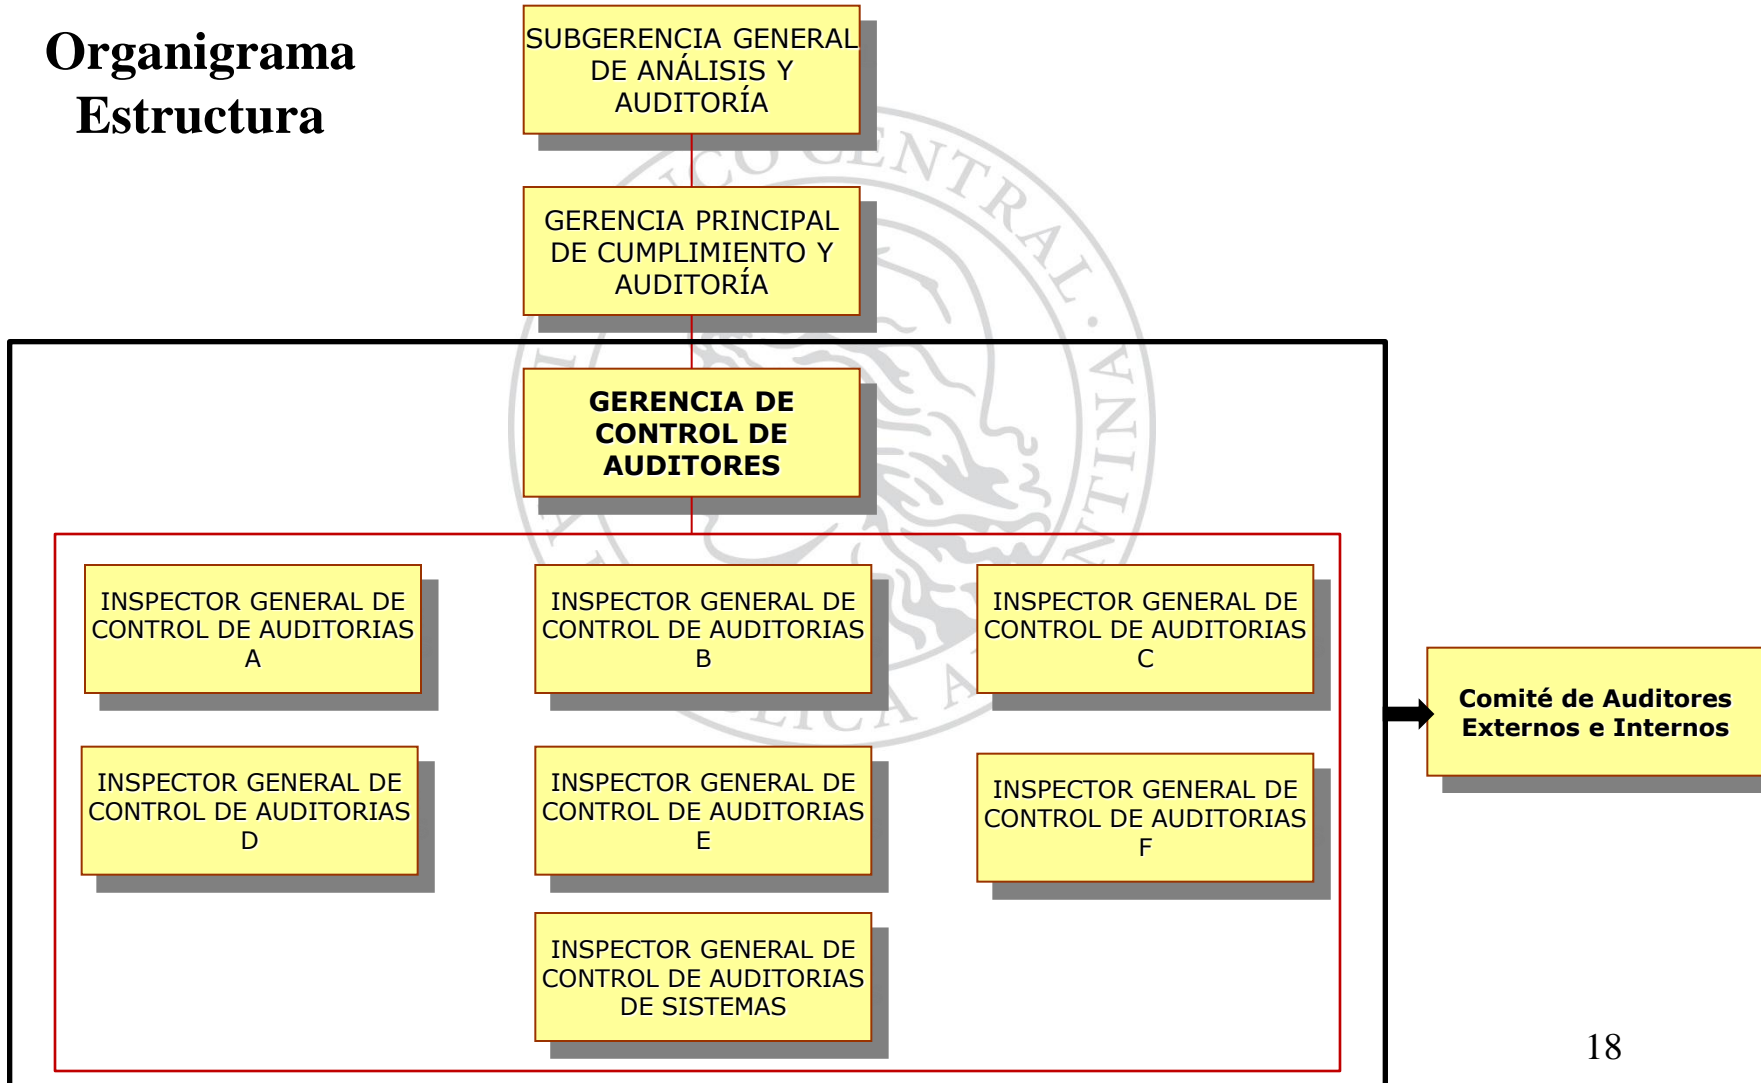 Organigrama
Estructura
SUBGERENCIA GENERAL
DE ANÁLISIS Y
AUDITORÍA
GERENCIA PRINCIPAL
DE CUMPLIMIENTO Y
AUDITORÍA
GERENCIA DE
CONTROL DE
AUDITORES
INSPECTOR GENERAL DE
CONTROL DE AUDITORIAS
A
INSPECTOR GENERAL DE
CONTROL DE AUDITORIAS
B
INSPECTOR GENERAL DE
CONTROL DE AUDITORIAS
C
Comité de Auditores
Externos e Internos
INSPECTOR GENERAL DE
CONTROL DE AUDITORIAS
D
INSPECTOR GENERAL DE
CONTROL DE AUDITORIAS
E
INSPECTOR GENERAL DE
CONTROL DE AUDITORIAS
F
INSPECTOR GENERAL DE
CONTROL DE AUDITORIAS
DE SISTEMAS
18